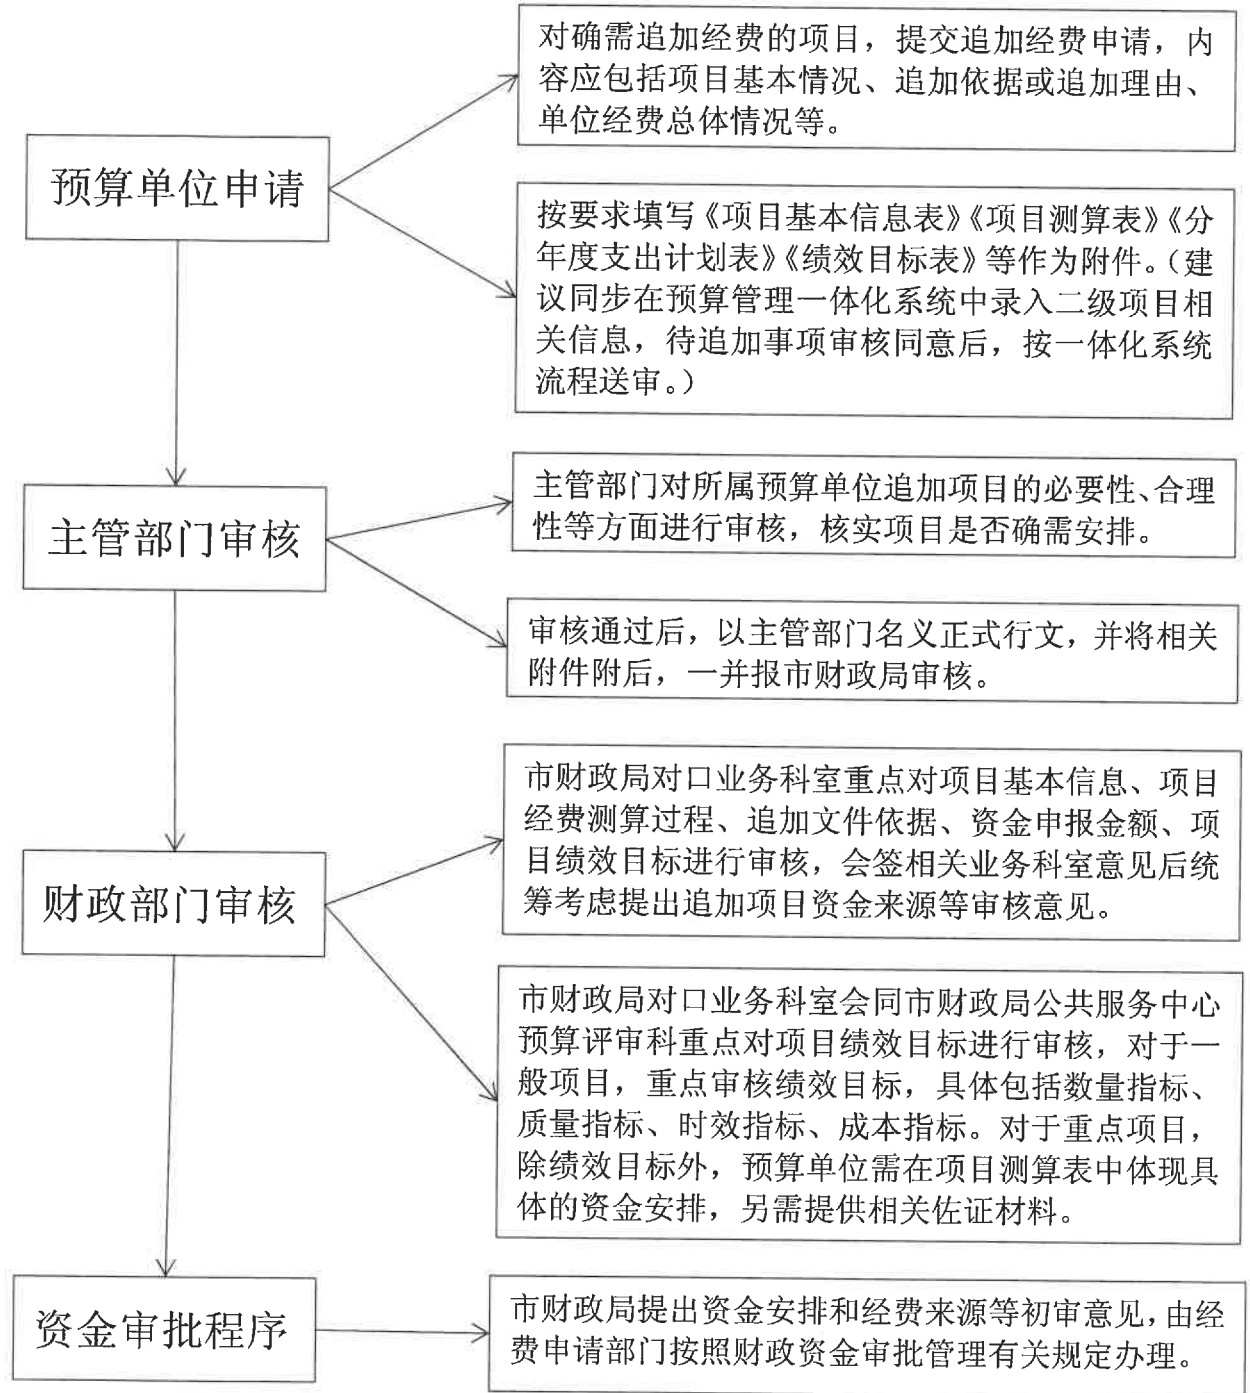 对确需追加经费的项目，提交追加经费申请，内
容应包括项目基本情况、追加依据或追加理由、
单位经费总体情况等。
预算单位申请
按要求填写《项目基本信息表》《项目测算表》《分
年度支出计划表》《绩效目标表》等作为附件。（建
议同步在预算管理一体化系统中录入二级项目相
关信息，待追加事项审核同意后，按一体化系统
流程送审。）
主管部门审核
主管部门对所属预算单位追加项目的必要性、合理
性等方面进行审核，核实项目是否确需安排。
审核通过后，以主管部门名义正式行文，并将相关
附件附后，一并报市财政局审核。
财政部门审核
市财政局对口业务科室重点对项目基本信息、项目
经费测算过程、追加文件依据、资金申报金额、项
目绩效目标进行审核，会签相关业务科室意见后统
筹考虑提出追加项目资金来源等审核意见。
市财政局对口业务科室会同市财政局公共服务中心
预算评审科重点对项目绩效目标进行审核，对于一
般项目，重点审核绩效目标，具体包括数量指标、
质量指标、时效指标、成本指标。对于重点项目，
除绩效目标外，预算单位需在项目测算表中体现具
体的资金安排，另需提供相关佐证材料。
资金审批程序
市财政局提出资金安排和经费来源等初审意见，由经
费申请部门按照财政资金审批管理有关规定办理。